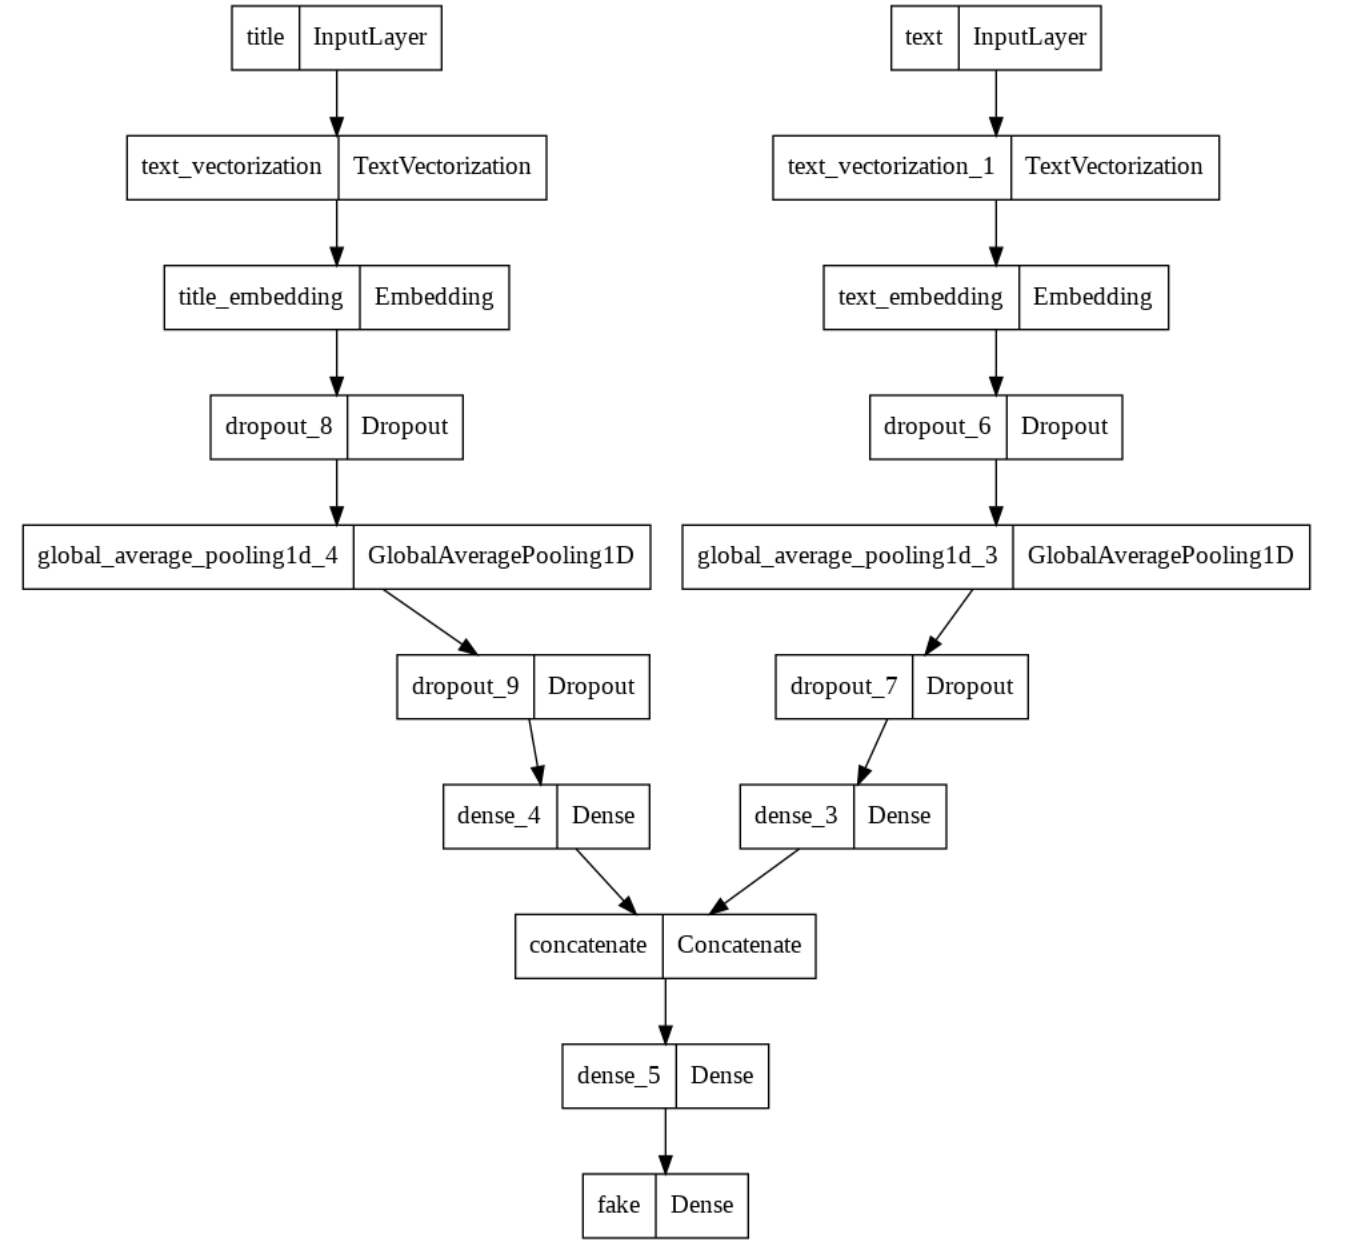 title InputLayer
text InputLayer
text_vectorization TextVectorization
text_vectorization_1 TextVectorization
title_embedding Embedding
text_embedding Embedding
dropout_8 Dropout
dropout_6 Dropout
global_average_pooling1d_4 GlobalAveragePooling1D
global_average_pooling1d_3 GlobalAveragePooling1D
dropout_9 Dropout
dropout_7 Dropout
dense_4 Dense
dense_3 Dense
concatenate Concatenate
dense_5 Dense
fake Dense